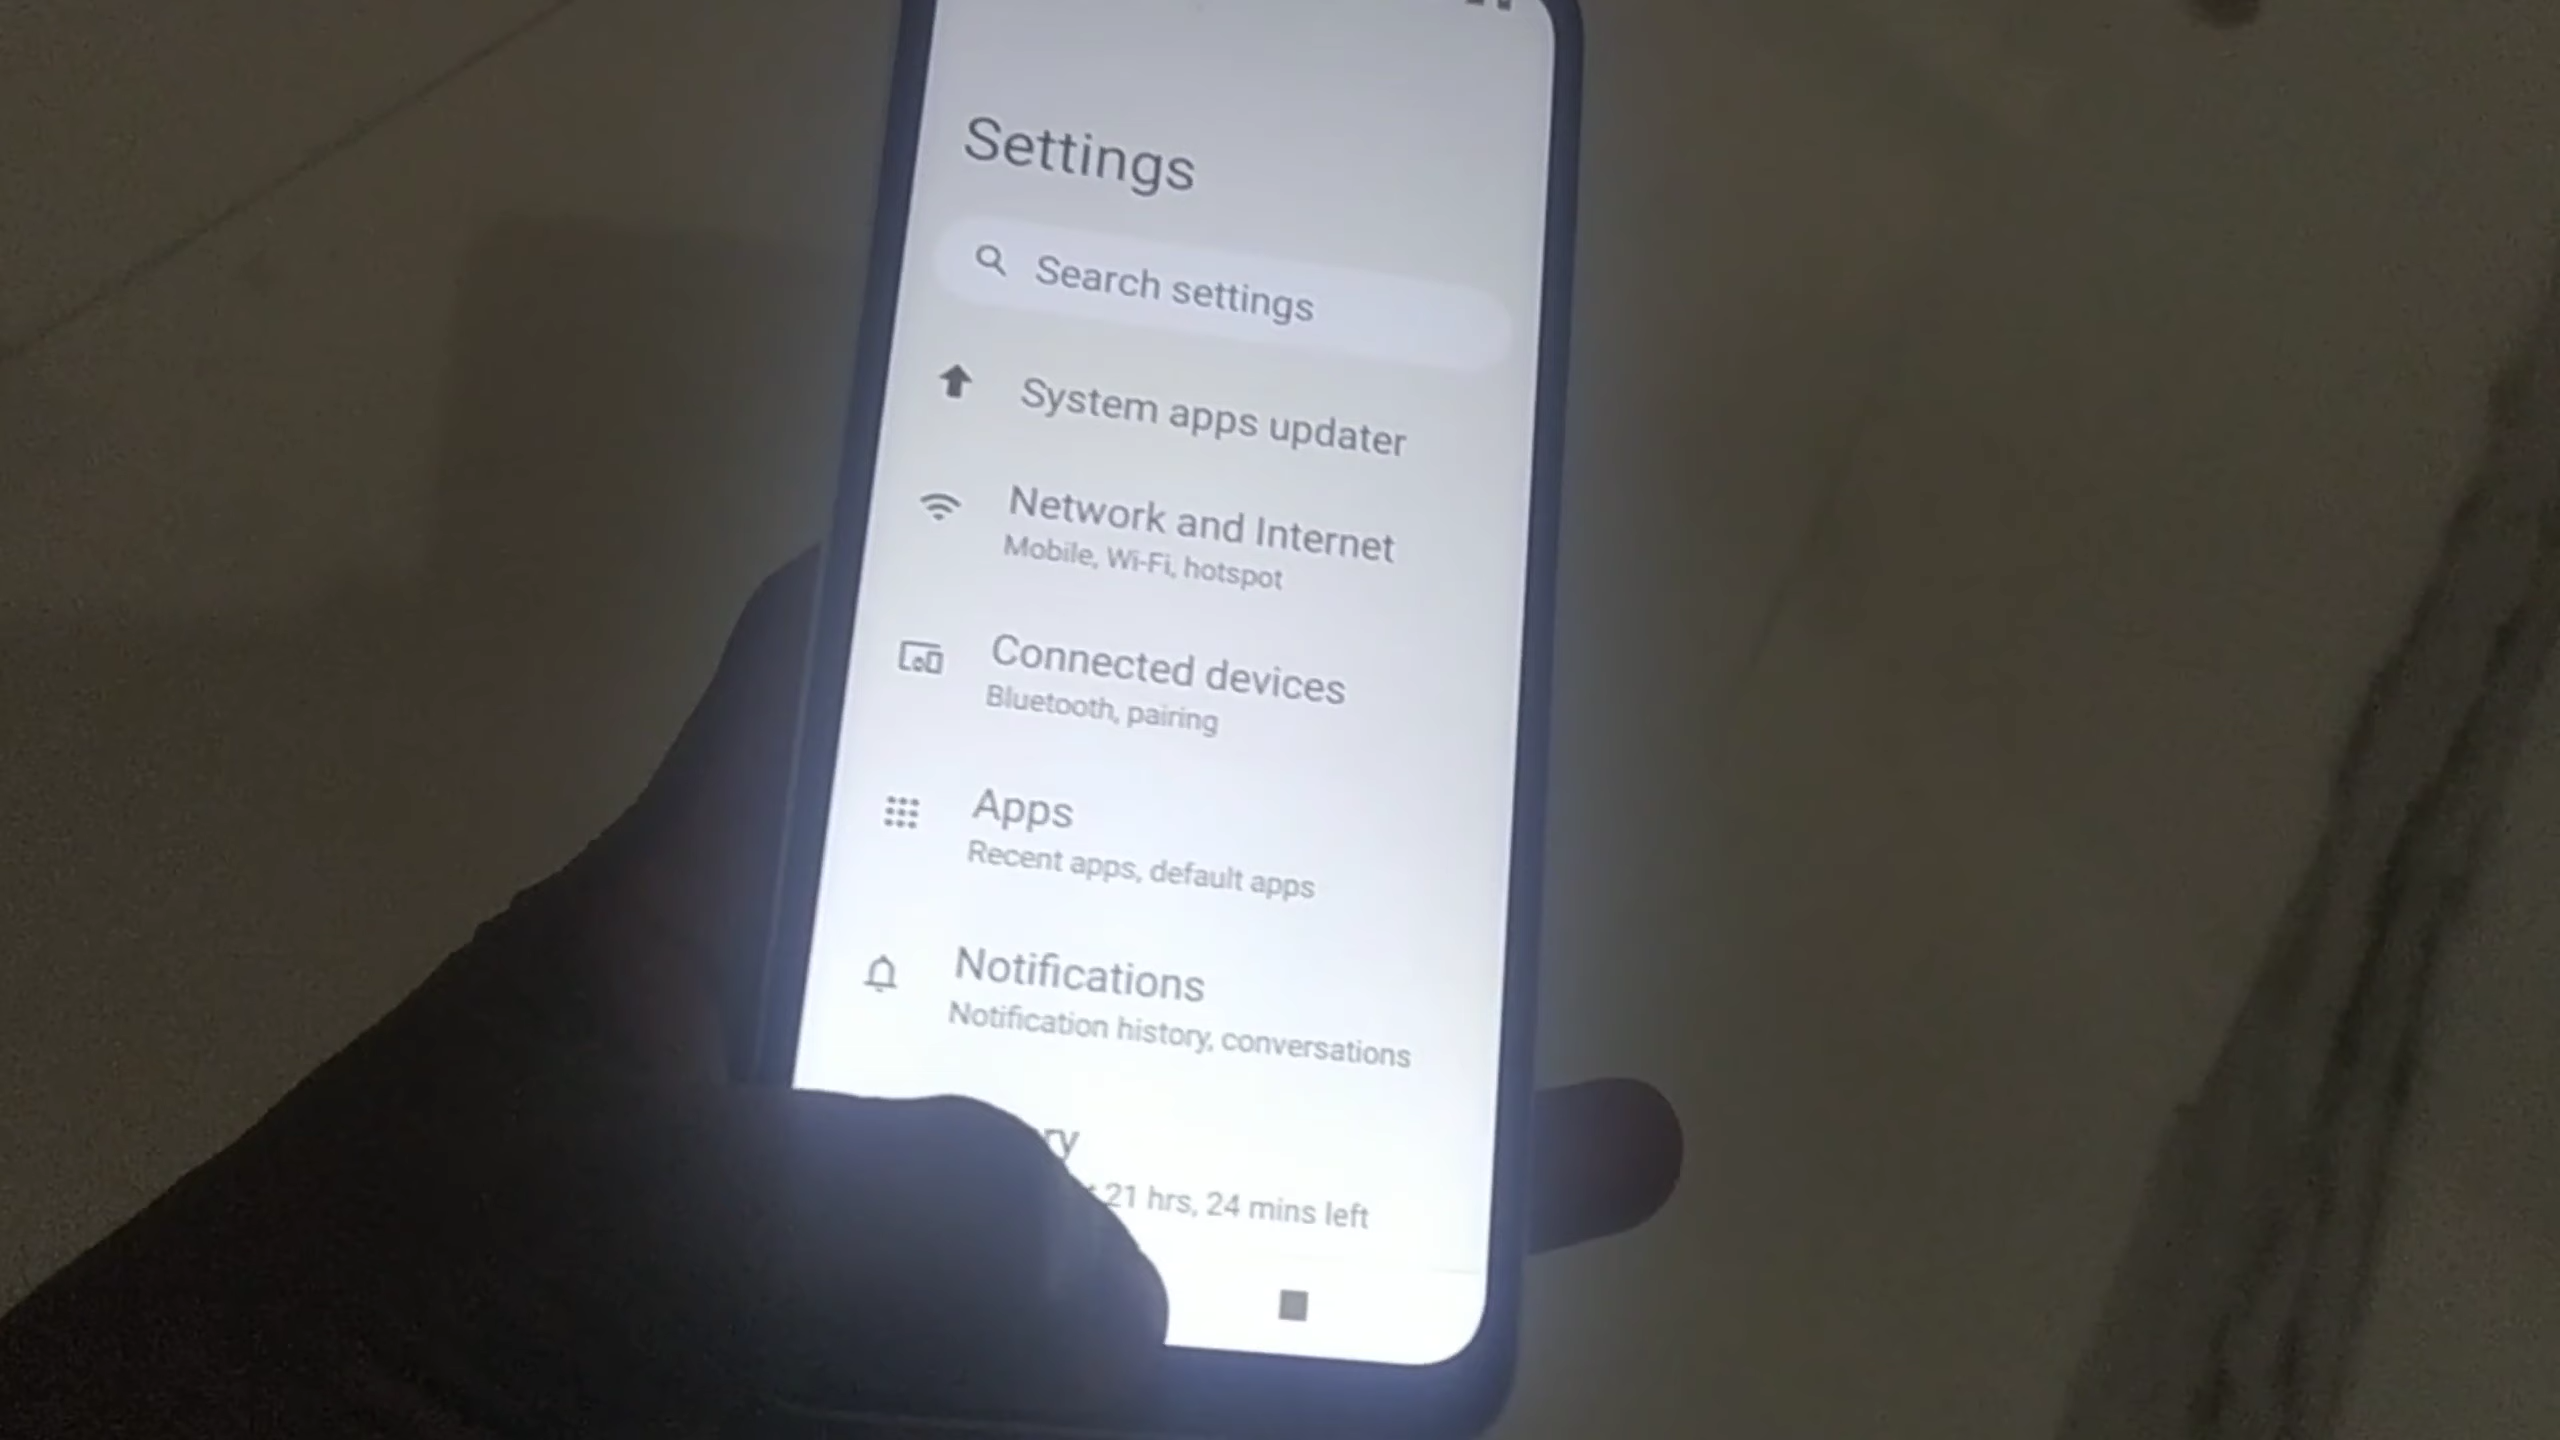 Settings
Search settings
System apps updater
Network and Internet
Mobile, Wi-Fi, hotspot
Connected devices
Bluetooth, pairing
Apps
Recent apps, default apps
Notifications
Notification history, conversations
21 hrs, 24 mins left